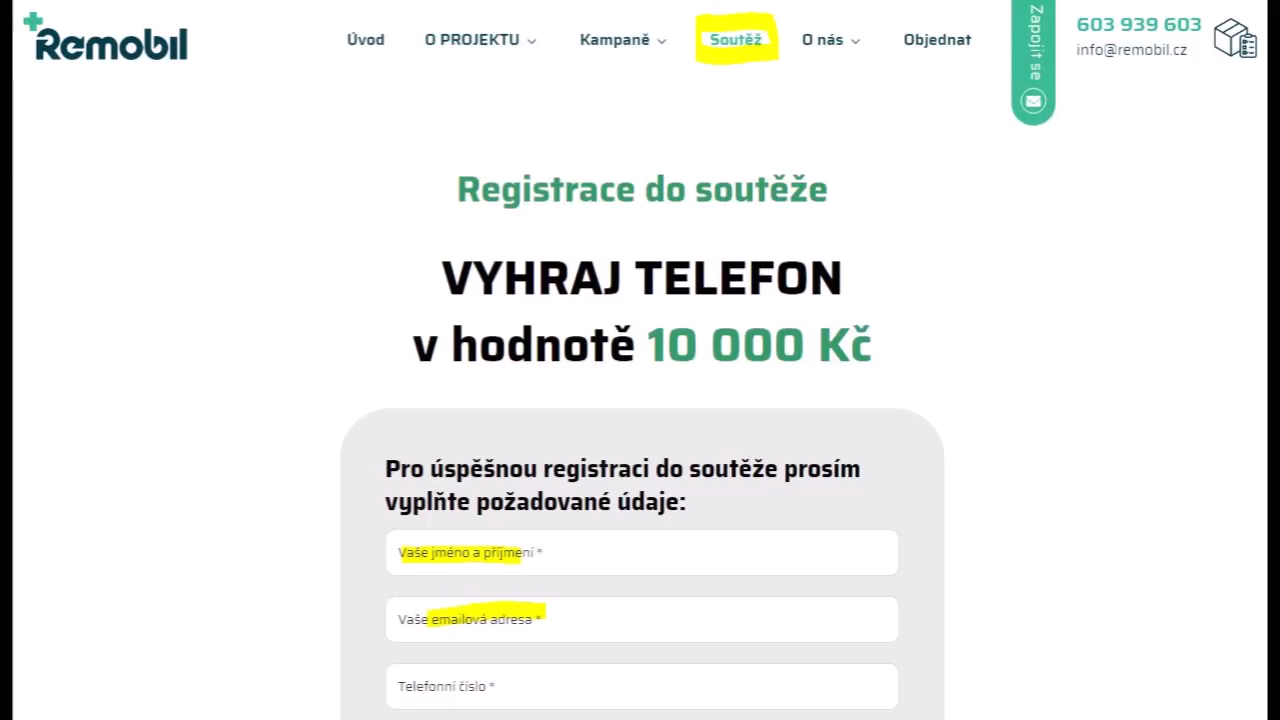 Remobil
Úvod
O PROJEKTU
Kampaně
Soutěž
O nás
Objednat
Zapojit se
603 939 603
info@remobil.cz
Registrace do soutěže
VYHRAJ TELEFON
v hodnotě 10 000 Kč
Pro úspěšnou registraci do soutěže prosím
vyplňte požadované údaje:
Vaše jméno a příjmení *
Vaše emailová adresa *
Telefonní číslo *